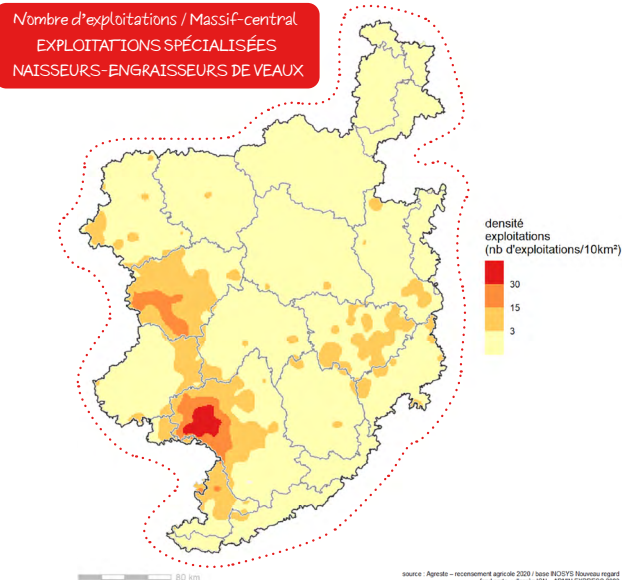 Nombre d'exploitations / Massif-central
EXPLOITATIONS SPÉCIALISÉES
NAISSEURS-ENGRAISSEURS DE VEAUX
densité
exploitations
(nb d'exploitations/10km²)
30
15
3
80 km
source : Agreste – recensement agricole 2020 / base INOSYS Nouveau regard